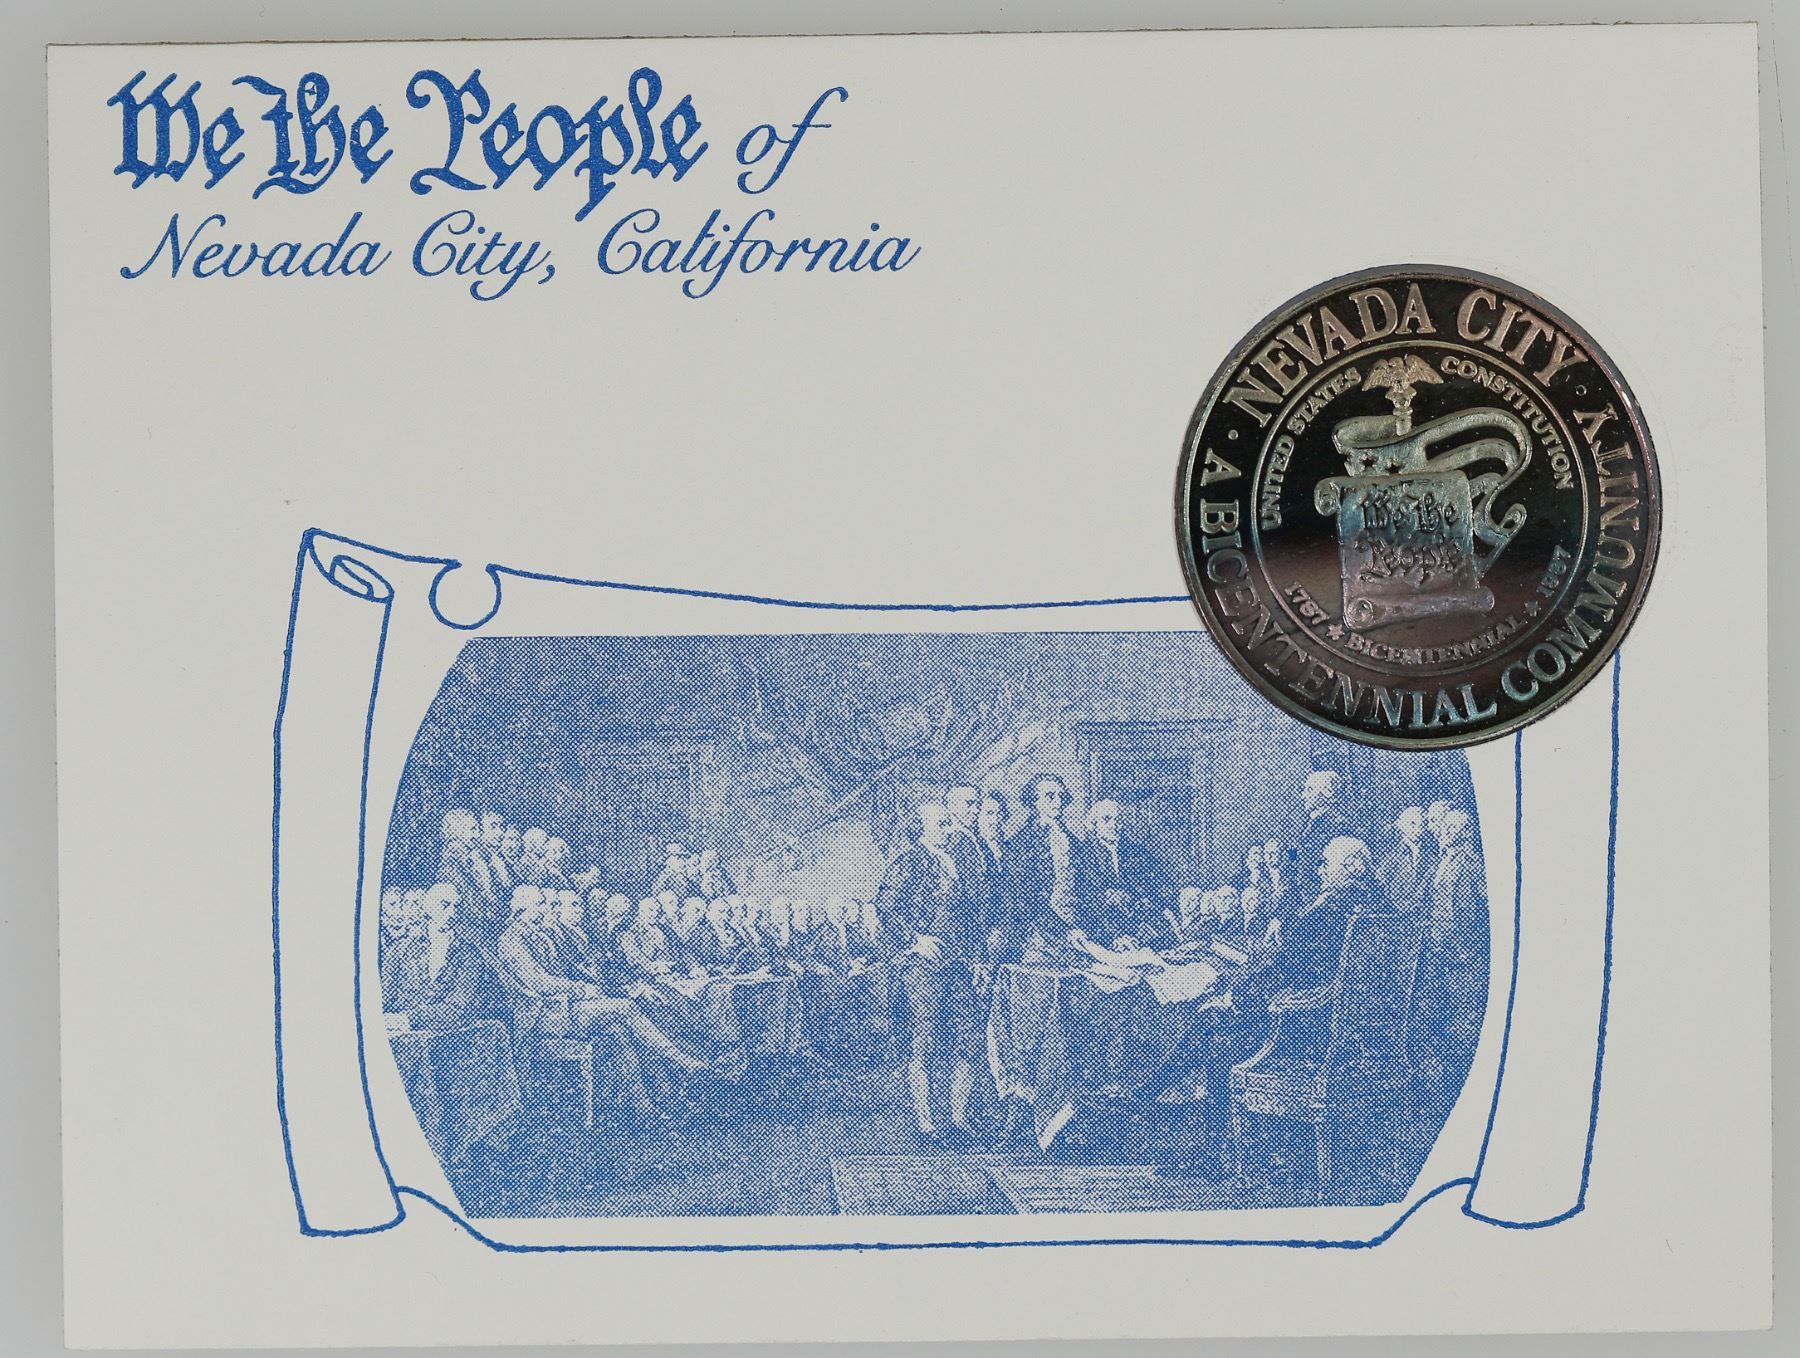 We the People of
Nevada City, California
· NEVADA CITY ·
A BICENTENNIAL COMMUNITY
UNITED STATES CONSTITUTION
We the
People
1787 ★ BICENTENNIAL ★ 1987